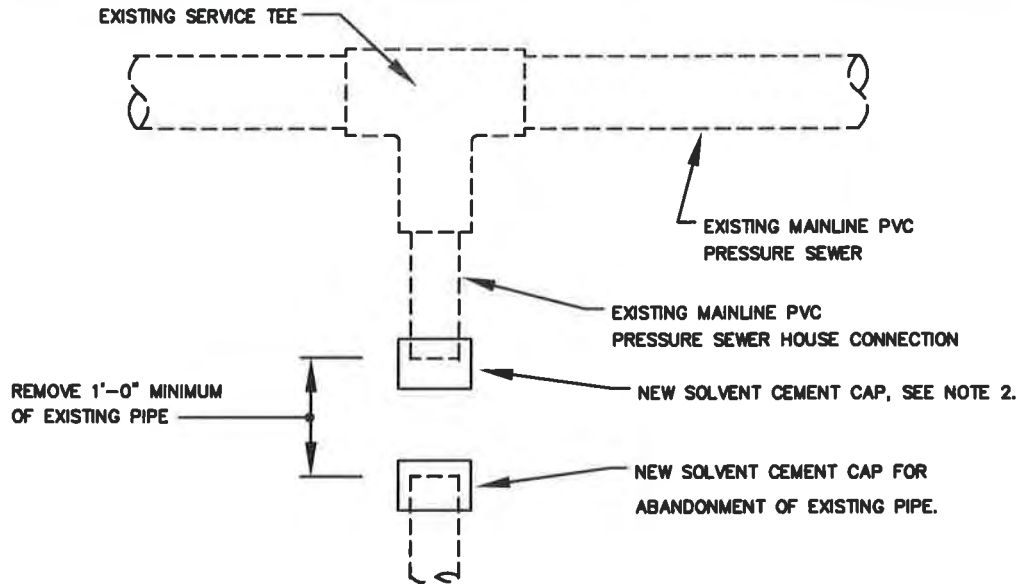 EXISTING SERVICE TEE
EXISTING MAINLINE PVC
PRESSURE SEWER
EXISTING MAINLINE PVC
PRESSURE SEWER HOUSE CONNECTION
REMOVE 1'-0" MINIMUM
OF EXISTING PIPE
NEW SOLVENT CEMENT CAP, SEE NOTE 2.
NEW SOLVENT CEMENT CAP FOR
ABANDONMENT OF EXISTING PIPE.